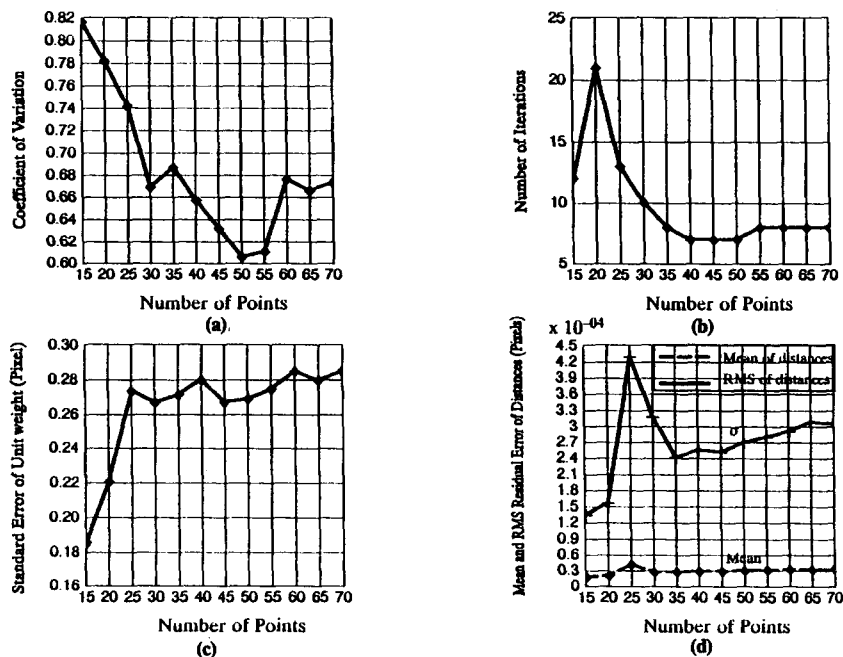 0.82
0.80
0.78
0.76
0.74
0.72
0.70
0.68
0.66
0.64
0.62
0.60
Coefficient of Variation
15 20 25 30 35 40 45 50 55 60 65 70
Number of Points
(a)
25
20
15
10
5
Number of Iterations
15 20 25 30 35 40 45 50 55 60 65 70
Number of Points
(b)
0.30
0.28
0.26
0.24
0.22
0.20
0.18
0.16
Standard Error of Unit weight (Pixel)
15 20 25 30 35 40 45 50 55 60 65 70
Number of Points
(c)
x 10−04
4.5
4.2
3.9
3.6
3.3
3.0
2.7
2.4
2.1
1.8
1.5
1.2
0.9
0.6
0.3
0
Mean and RMS Residual Error of Distances (Pixels)
Mean of distances
RMS of distances
σ
Mean
15 20 25 30 35 40 45 50 55 60 65 70
Number of Points
(d)